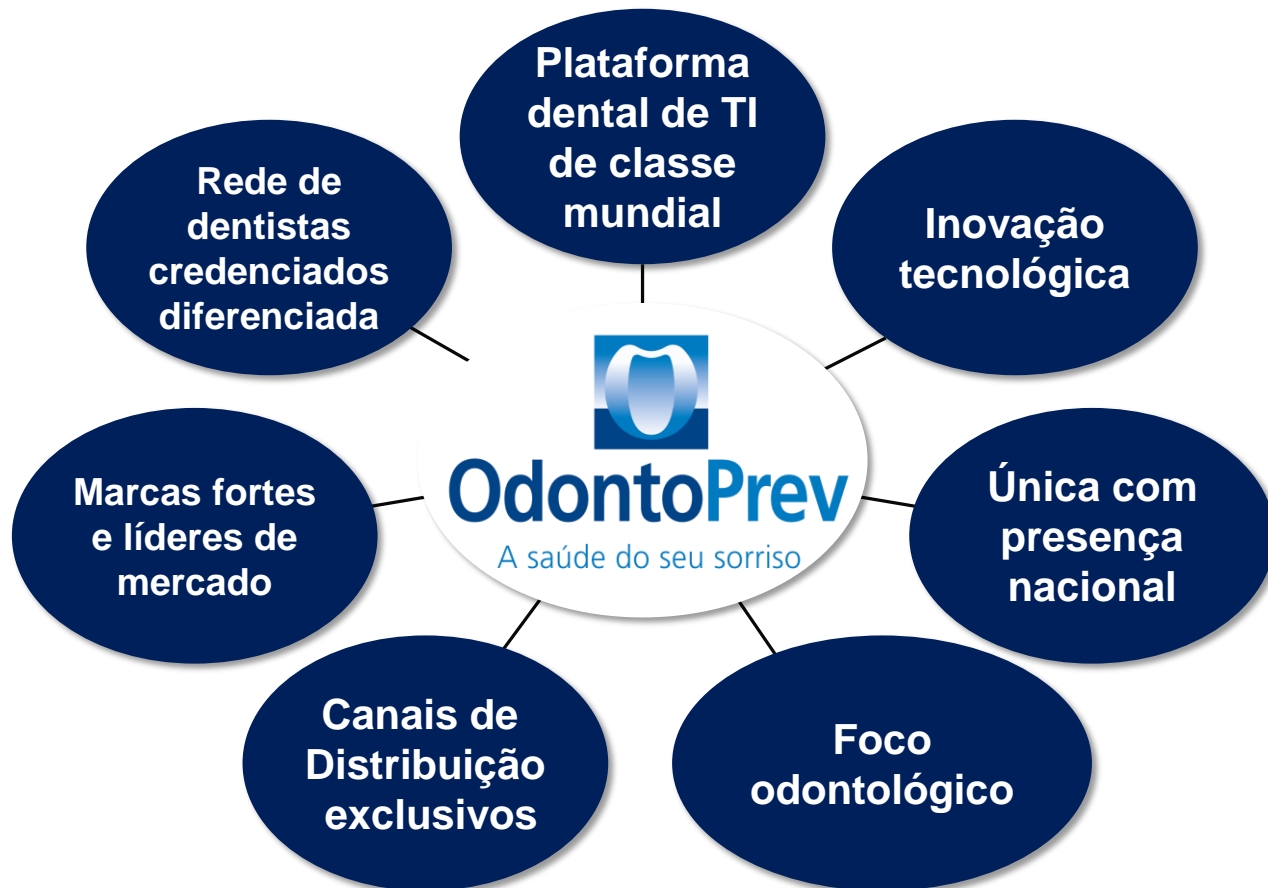 Plataforma
dental de TI
de classe
mundial
Rede de
dentistas
credenciados
diferenciada
Inovação
tecnológica
OdontoPrev
A saúde do seu sorriso
Marcas fortes
e líderes de
mercado
Única com
presença
nacional
Canais de
Distribuição
exclusivos
Foco
odontológico